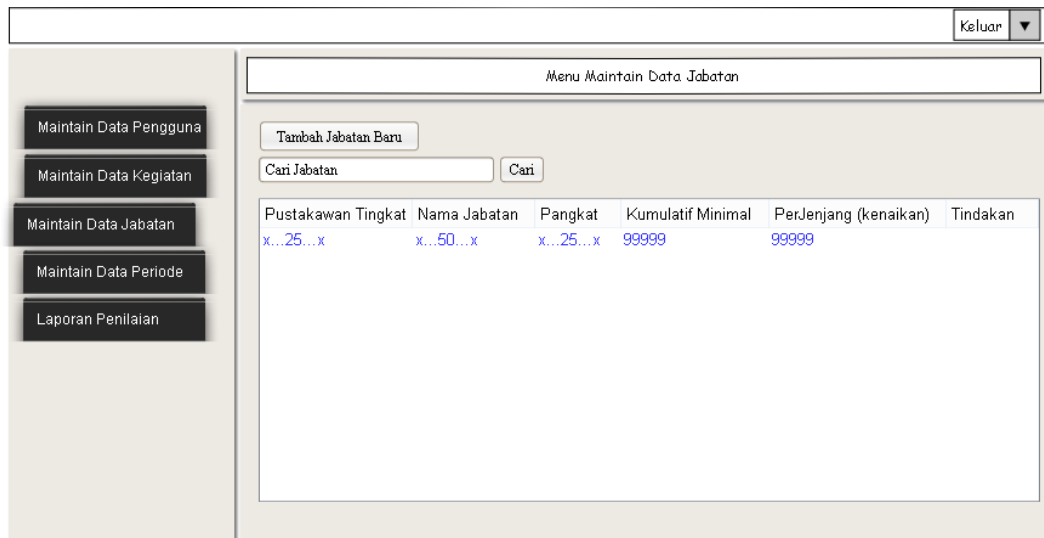 Keluar
Menu Maintain Data Jabatan
Maintain Data Pengguna
Maintain Data Kegiatan
Maintain Data Jabatan
Maintain Data Periode
Laporan Penilaian
Tambah Jabatan Baru
Cari Jabatan Cari
Pustakawan Tingkat Nama Jabatan Pangkat Kumulatif Minimal PerJenjang (kenaikan) Tindakan
x...25...x x...50...x x...25...x 99999 99999